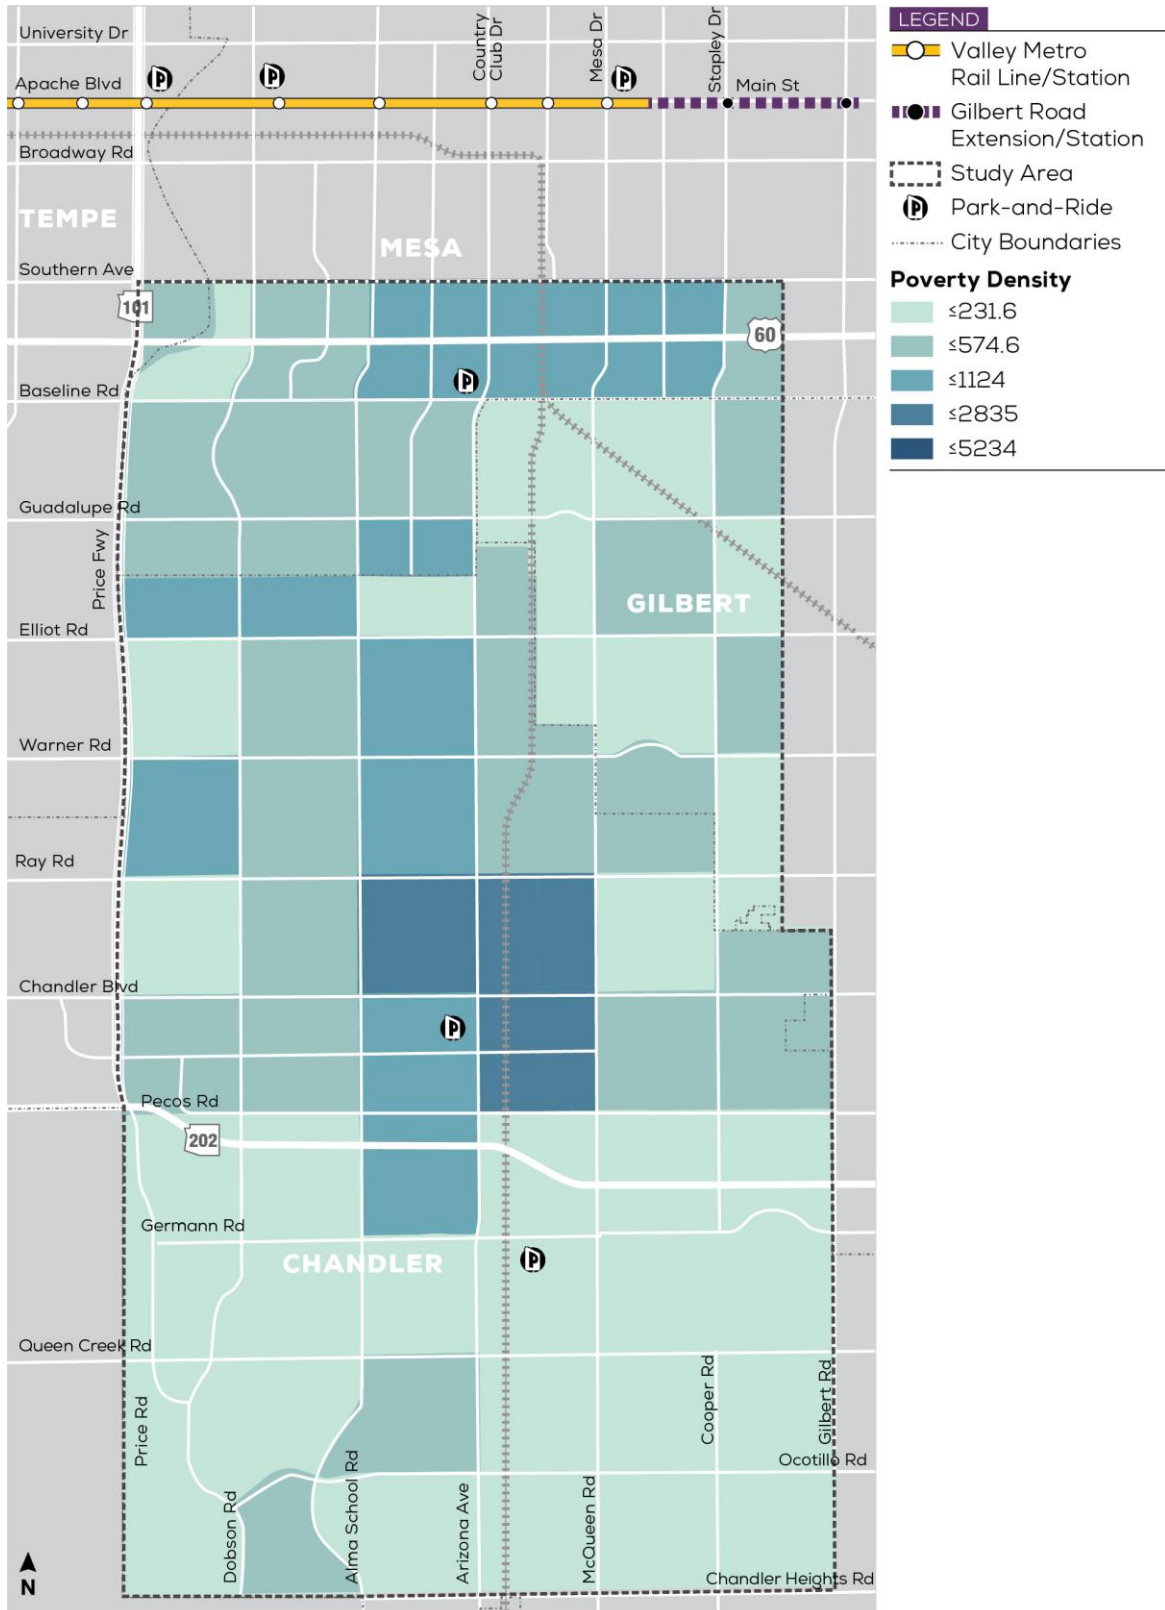 University Dr
Apache Blvd
Country
Club Dr
Mesa Dr
Stapley Dr
Main St
Broadway Rd
TEMPE
MESA
Southern Ave
101
60
Baseline Rd
Guadalupe Rd
Price Fwy
GILBERT
Elliot Rd
Warner Rd
Ray Rd
Chandler Blvd
Pecos Rd
202
Germann Rd
CHANDLER
Queen Creek Rd
Price Rd
Dobson Rd
Alma School Rd
Arizona Ave
McQueen Rd
Cooper Rd
Gilbert Rd
Ocotillo Rd
Chandler Heights Rd
N
P
P
P
P
P
P
LEGEND
Valley Metro
Rail Line/Station
Gilbert Road
Extension/Station
Study Area
P Park-and-Ride
City Boundaries
Poverty Density
≤231.6
≤574.6
≤1124
≤2835
≤5234